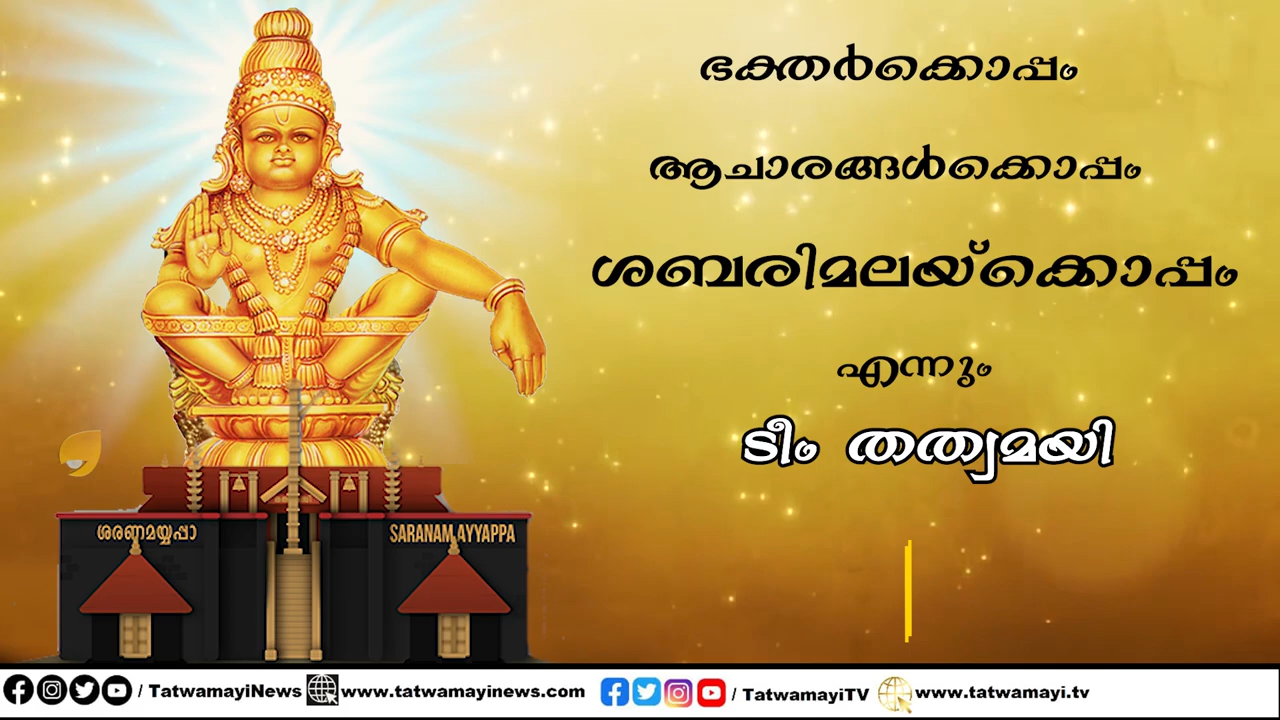 ഭക്തർക്കൊപ്പം
ആചാരങ്ങൾക്കൊപ്പം
ശബരിമലയ്ക്കൊപ്പം
എന്നും
ടീം തത്വമയി
ശരണമയ്യപ്പാ
SARANAM AYYAPPA
/ TatwamayiNews www.tatwamayinews.com / TatwamayiTV www.tatwamayi.tv